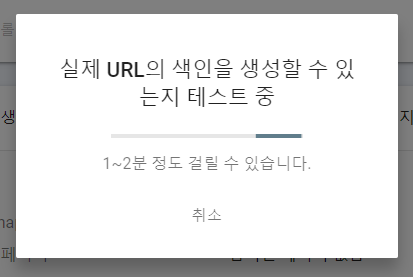 실제 URL의 색인을 생성할 수 있
는지 테스트 중
1~2분 정도 걸릴 수 있습니다.
취소